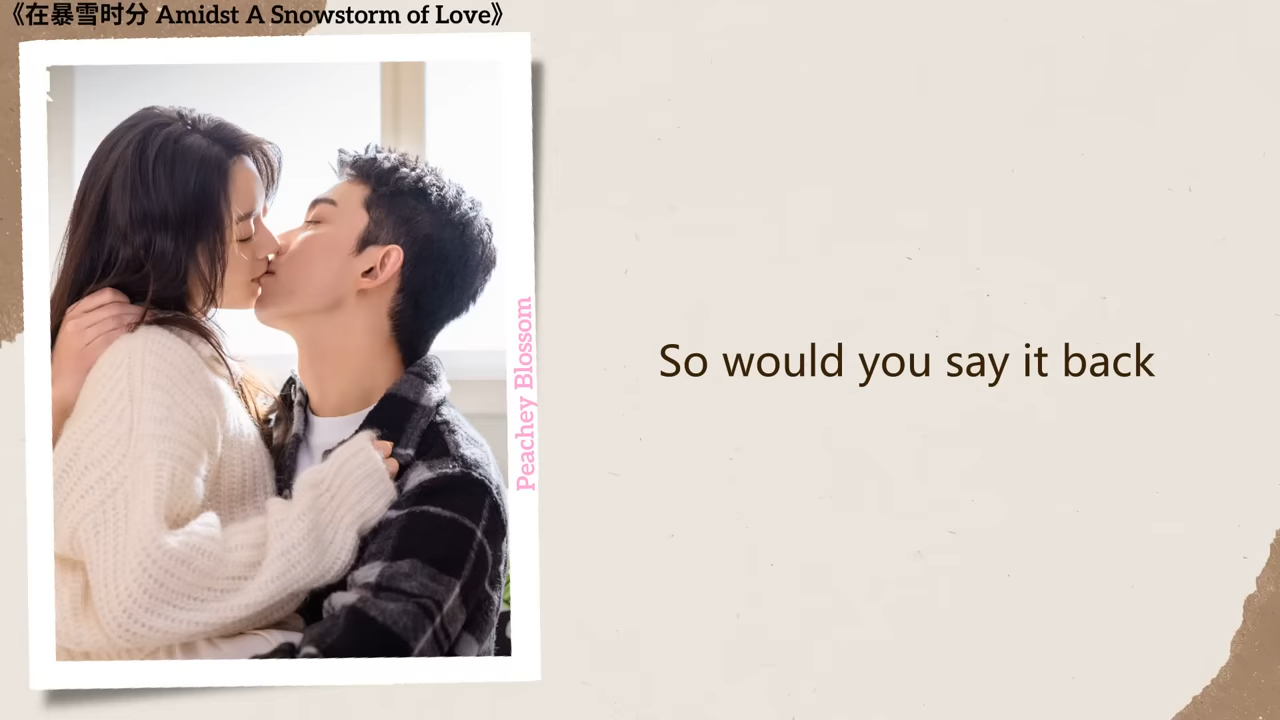 《在暴雪时分 Amidst A Snowstorm of Love》
Peachey Blossom
So would you say it back